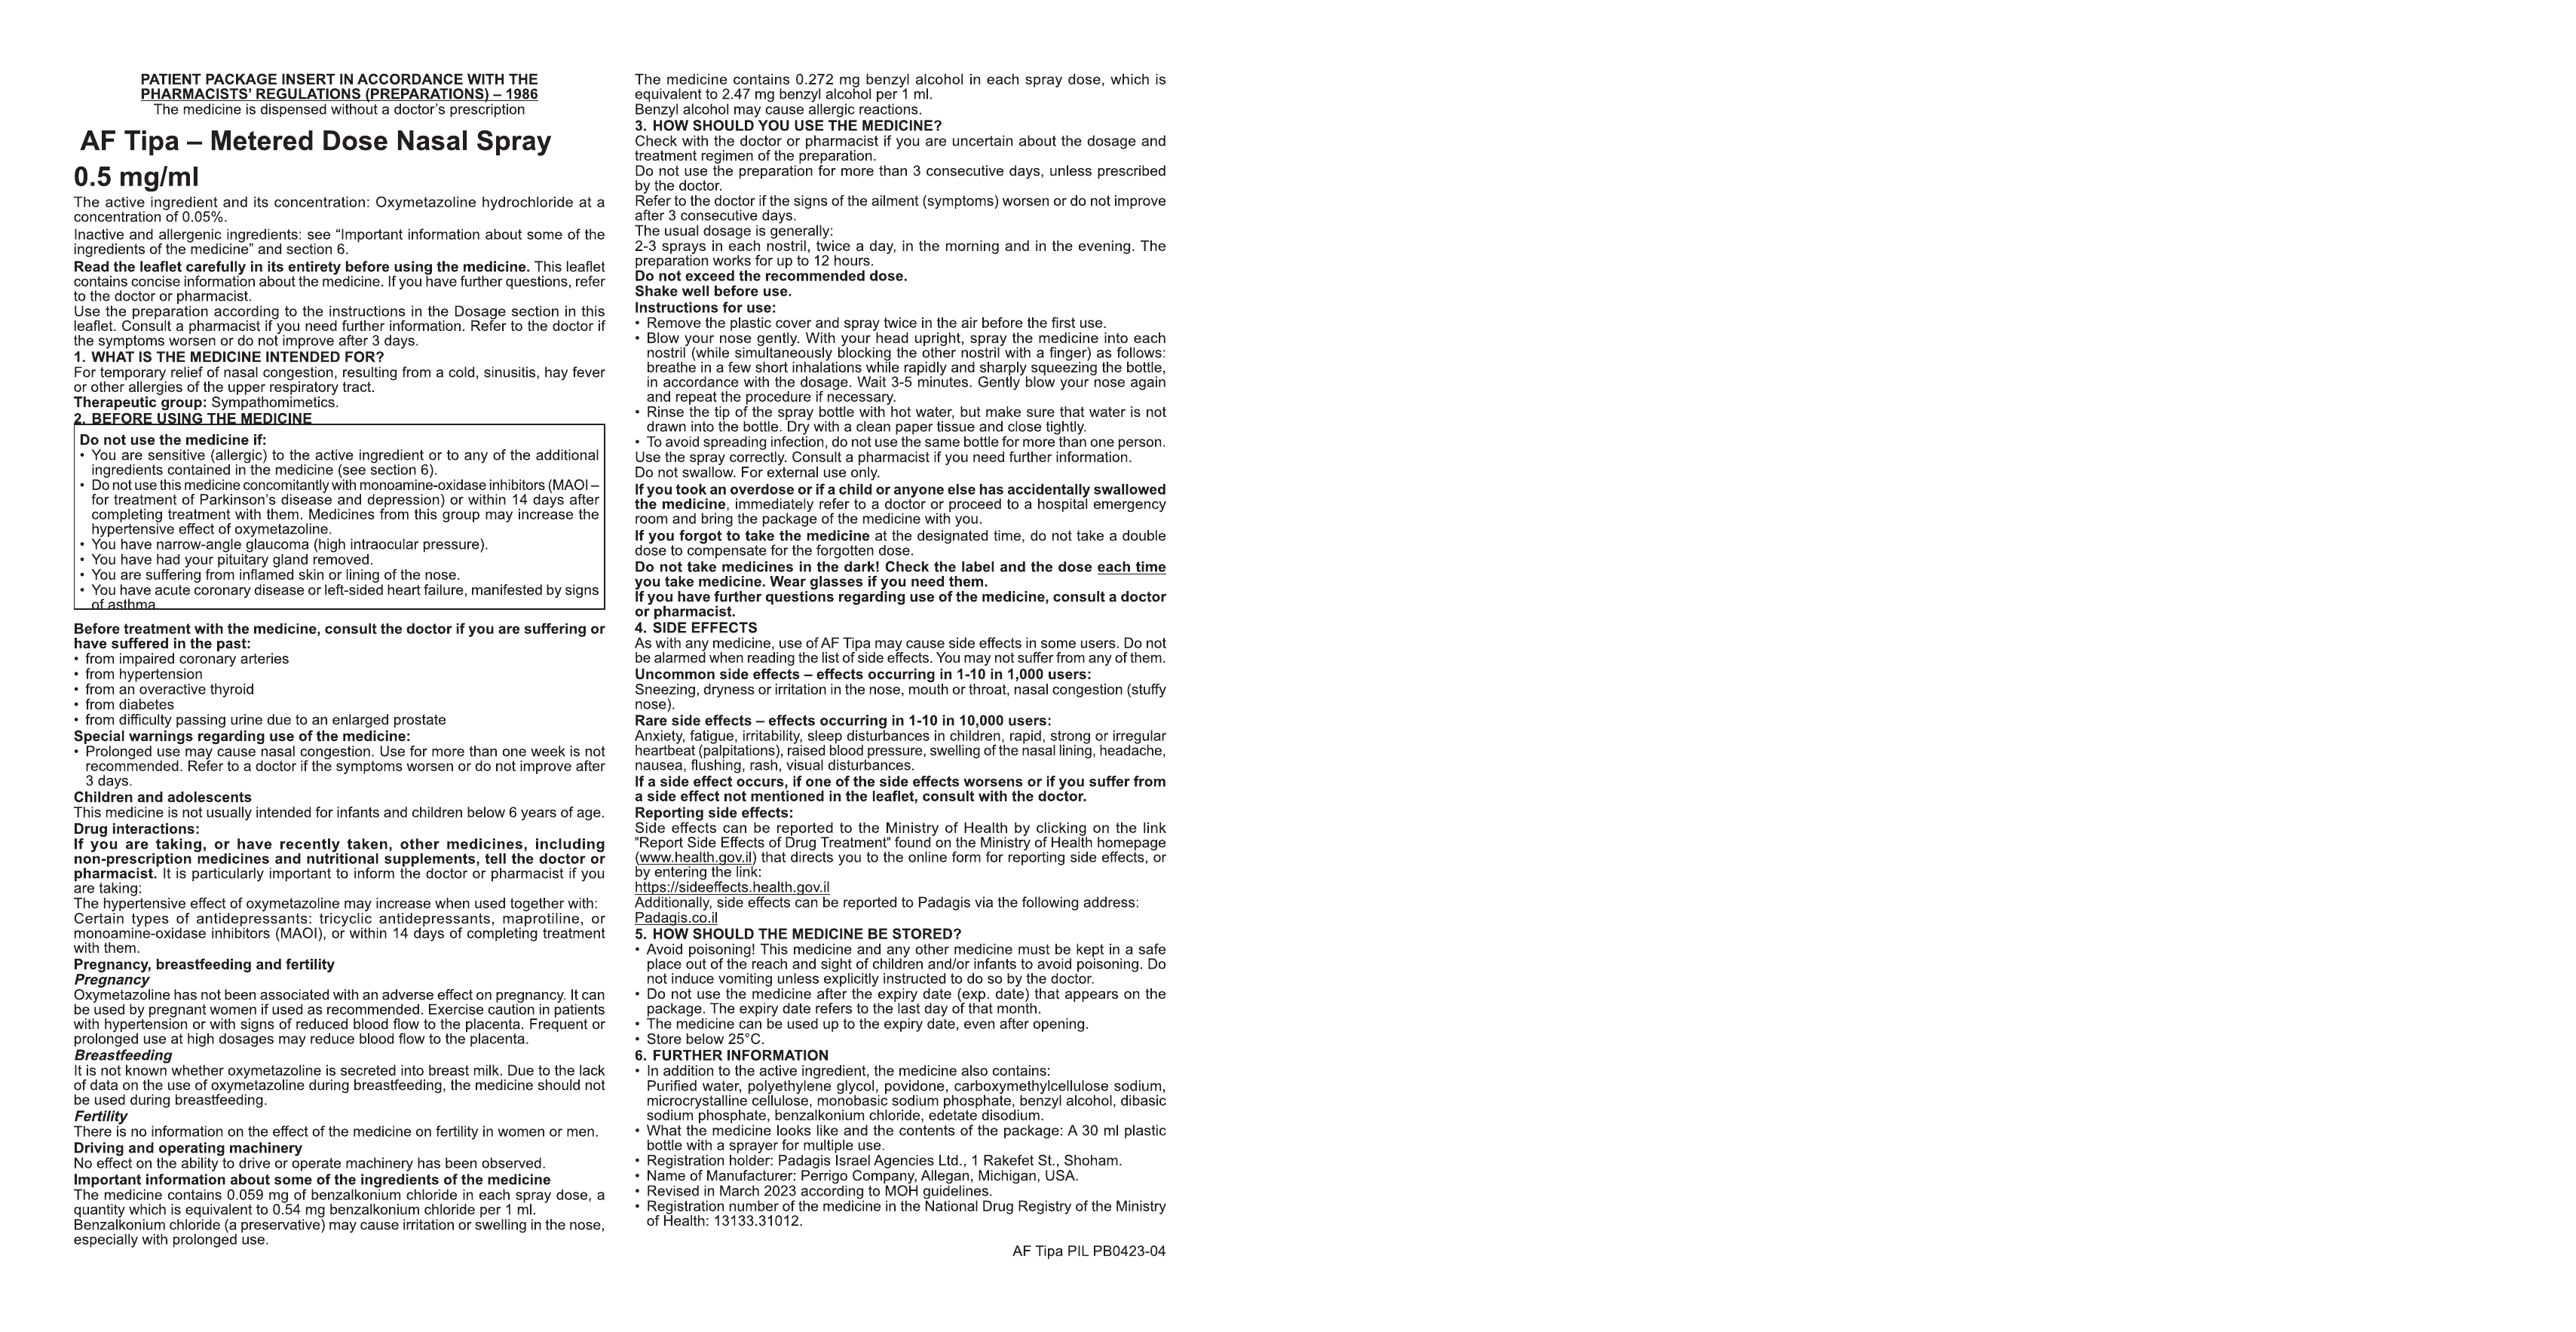 PATIENT PACKAGE INSERT IN ACCORDANCE WITH THE
PHARMACISTS' REGULATIONS (PREPARATIONS) – 1986
The medicine is dispensed without a doctor's prescription
AF Tipa – Metered Dose Nasal Spray
0.5 mg/ml
The active ingredient and its concentration: Oxymetazoline hydrochloride at a
concentration of 0.05%.
Inactive and allergenic ingredients: see “Important information about some of the
ingredients of the medicine” and section 6.
Read the leaflet carefully in its entirety before using the medicine. This leaflet
contains concise information about the medicine. If you have further questions, refer
to the doctor or pharmacist.
Use the preparation according to the instructions in the Dosage section in this
leaflet. Consult a pharmacist if you need further information. Refer to the doctor if
the symptoms worsen or do not improve after 3 days.
1. WHAT IS THE MEDICINE INTENDED FOR?
For temporary relief of nasal congestion, resulting from a cold, sinusitis, hay fever
or other allergies of the upper respiratory tract.
Therapeutic group: Sympathomimetics.
2. BEFORE USING THE MEDICINE
Do not use the medicine if:
• You are sensitive (allergic) to the active ingredient or to any of the additional
ingredients contained in the medicine (see section 6).
• Do not use this medicine concomitantly with monoamine-oxidase inhibitors (MAOI –
for treatment of Parkinson's disease and depression) or within 14 days after
completing treatment with them. Medicines from this group may increase the
hypertensive effect of oxymetazoline.
• You have narrow-angle glaucoma (high intraocular pressure).
• You have had your pituitary gland removed.
• You are suffering from inflamed skin or lining of the nose.
• You have acute coronary disease or left-sided heart failure, manifested by signs
of asthma.
Before treatment with the medicine, consult the doctor if you are suffering or
have suffered in the past:
• from impaired coronary arteries
• from hypertension
• from an overactive thyroid
• from diabetes
• from difficulty passing urine due to an enlarged prostate
Special warnings regarding use of the medicine:
• Prolonged use may cause nasal congestion. Use for more than one week is not
recommended. Refer to a doctor if the symptoms worsen or do not improve after
3 days.
Children and adolescents
This medicine is not usually intended for infants and children below 6 years of age.
Drug interactions:
If you are taking, or have recently taken, other medicines, including
non-prescription medicines and nutritional supplements, tell the doctor or
pharmacist. It is particularly important to inform the doctor or pharmacist if you
are taking:
The hypertensive effect of oxymetazoline may increase when used together with:
Certain types of antidepressants: tricyclic antidepressants, maprotiline, or
monoamine-oxidase inhibitors (MAOI), or within 14 days of completing treatment
with them.
Pregnancy, breastfeeding and fertility
Pregnancy
Oxymetazoline has not been associated with an adverse effect on pregnancy. It can
be used by pregnant women if used as recommended. Exercise caution in patients
with hypertension or with signs of reduced blood flow to the placenta. Frequent or
prolonged use at high dosages may reduce blood flow to the placenta.
Breastfeeding
It is not known whether oxymetazoline is secreted into breast milk. Due to the lack
of data on the use of oxymetazoline during breastfeeding, the medicine should not
be used during breastfeeding.
Fertility
There is no information on the effect of the medicine on fertility in women or men.
Driving and operating machinery
No effect on the ability to drive or operate machinery has been observed.
Important information about some of the ingredients of the medicine
The medicine contains 0.059 mg of benzalkonium chloride in each spray dose, a
quantity which is equivalent to 0.54 mg benzalkonium chloride per 1 ml.
Benzalkonium chloride (a preservative) may cause irritation or swelling in the nose,
especially with prolonged use.
The medicine contains 0.272 mg benzyl alcohol in each spray dose, which is
equivalent to 2.47 mg benzyl alcohol per 1 ml.
Benzyl alcohol may cause allergic reactions.
3. HOW SHOULD YOU USE THE MEDICINE?
Check with the doctor or pharmacist if you are uncertain about the dosage and
treatment regimen of the preparation.
Do not use the preparation for more than 3 consecutive days, unless prescribed
by the doctor.
Refer to the doctor if the signs of the ailment (symptoms) worsen or do not improve
after 3 consecutive days.
The usual dosage is generally:
2-3 sprays in each nostril, twice a day, in the morning and in the evening. The
preparation works for up to 12 hours.
Do not exceed the recommended dose.
Shake well before use.
Instructions for use:
• Remove the plastic cover and spray twice in the air before the first use.
• Blow your nose gently. With your head upright, spray the medicine into each
nostril (while simultaneously blocking the other nostril with a finger) as follows:
breathe in a few short inhalations while rapidly and sharply squeezing the bottle,
in accordance with the dosage. Wait 3-5 minutes. Gently blow your nose again
and repeat the procedure if necessary.
• Rinse the tip of the spray bottle with hot water, but make sure that water is not
drawn into the bottle. Dry with a clean paper tissue and close tightly.
• To avoid spreading infection, do not use the same bottle for more than one person.
Use the spray correctly. Consult a pharmacist if you need further information.
Do not swallow. For external use only.
If you took an overdose or if a child or anyone else has accidentally swallowed
the medicine, immediately refer to a doctor or proceed to a hospital emergency
room and bring the package of the medicine with you.
If you forgot to take the medicine at the designated time, do not take a double
dose to compensate for the forgotten dose.
Do not take medicines in the dark! Check the label and the dose each time
you take medicine. Wear glasses if you need them.
If you have further questions regarding use of the medicine, consult a doctor
or pharmacist.
4. SIDE EFFECTS
As with any medicine, use of AF Tipa may cause side effects in some users. Do not
be alarmed when reading the list of side effects. You may not suffer from any of them.
Uncommon side effects – effects occurring in 1-10 in 1,000 users:
Sneezing, dryness or irritation in the nose, mouth or throat, nasal congestion (stuffy
nose).
Rare side effects – effects occurring in 1-10 in 10,000 users:
Anxiety, fatigue, irritability, sleep disturbances in children, rapid, strong or irregular
heartbeat (palpitations), raised blood pressure, swelling of the nasal lining, headache,
nausea, flushing, rash, visual disturbances.
If a side effect occurs, if one of the side effects worsens or if you suffer from
a side effect not mentioned in the leaflet, consult with the doctor.
Reporting side effects:
Side effects can be reported to the Ministry of Health by clicking on the link
"Report Side Effects of Drug Treatment" found on the Ministry of Health homepage
(www.health.gov.il) that directs you to the online form for reporting side effects, or
by entering the link:
https://sideeffects.health.gov.il
Additionally, side effects can be reported to Padagis via the following address:
Padagis.co.il
5. HOW SHOULD THE MEDICINE BE STORED?
• Avoid poisoning! This medicine and any other medicine must be kept in a safe
place out of the reach and sight of children and/or infants to avoid poisoning. Do
not induce vomiting unless explicitly instructed to do so by the doctor.
• Do not use the medicine after the expiry date (exp. date) that appears on the
package. The expiry date refers to the last day of that month.
• The medicine can be used up to the expiry date, even after opening.
• Store below 25°C.
6. FURTHER INFORMATION
• In addition to the active ingredient, the medicine also contains:
Purified water, polyethylene glycol, povidone, carboxymethylcellulose sodium,
microcrystalline cellulose, monobasic sodium phosphate, benzyl alcohol, dibasic
sodium phosphate, benzalkonium chloride, edetate disodium.
• What the medicine looks like and the contents of the package: A 30 ml plastic
bottle with a sprayer for multiple use.
• Registration holder: Padagis Israel Agencies Ltd., 1 Rakefet St., Shoham.
• Name of Manufacturer: Perrigo Company, Allegan, Michigan, USA.
• Revised in March 2023 according to MOH guidelines.
• Registration number of the medicine in the National Drug Registry of the Ministry
of Health: 13133.31012.
AF Tipa PIL PB0423-04